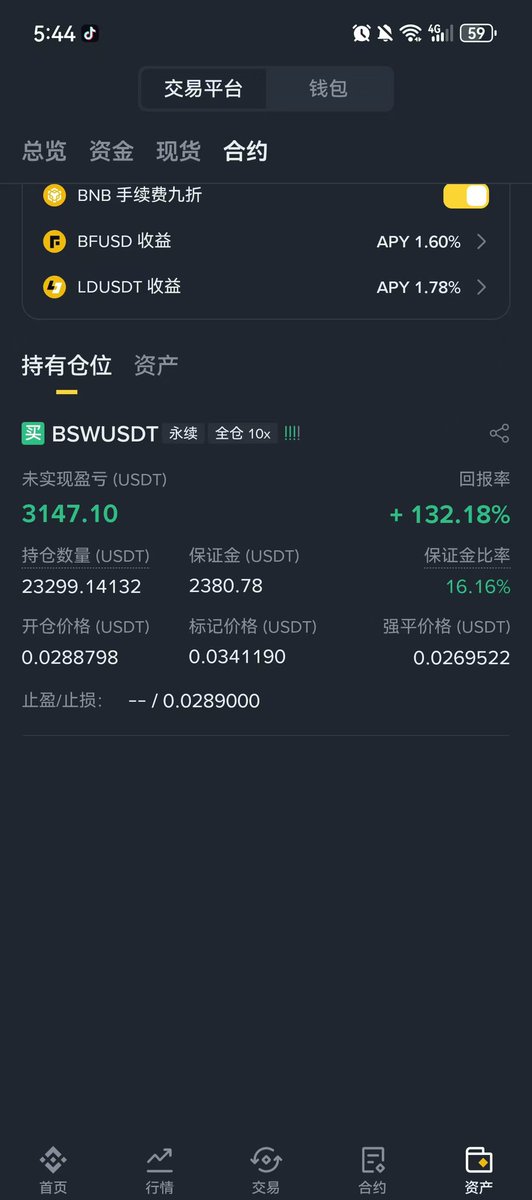 5:44 4G 59
交易平台 钱包
总览 资金 现货 合约
BNB 手续费九折
BFUSD 收益 APY 1.60%
LDUSDT 收益 APY 1.78%
持有仓位 资产
买 BSWUSDT 永续 全仓 10x !!!!
未实现盈亏 (USDT) 回报率
3147.10 + 132.18%
持仓数量 (USDT) 保证金 (USDT) 保证金比率
23299.14132 2380.78 16.16%
开仓价格 (USDT) 标记价格 (USDT) 强平价格 (USDT)
0.0288798 0.0341190 0.0269522
止盈/止损: -- / 0.0289000
首页 行情 交易 合约 资产